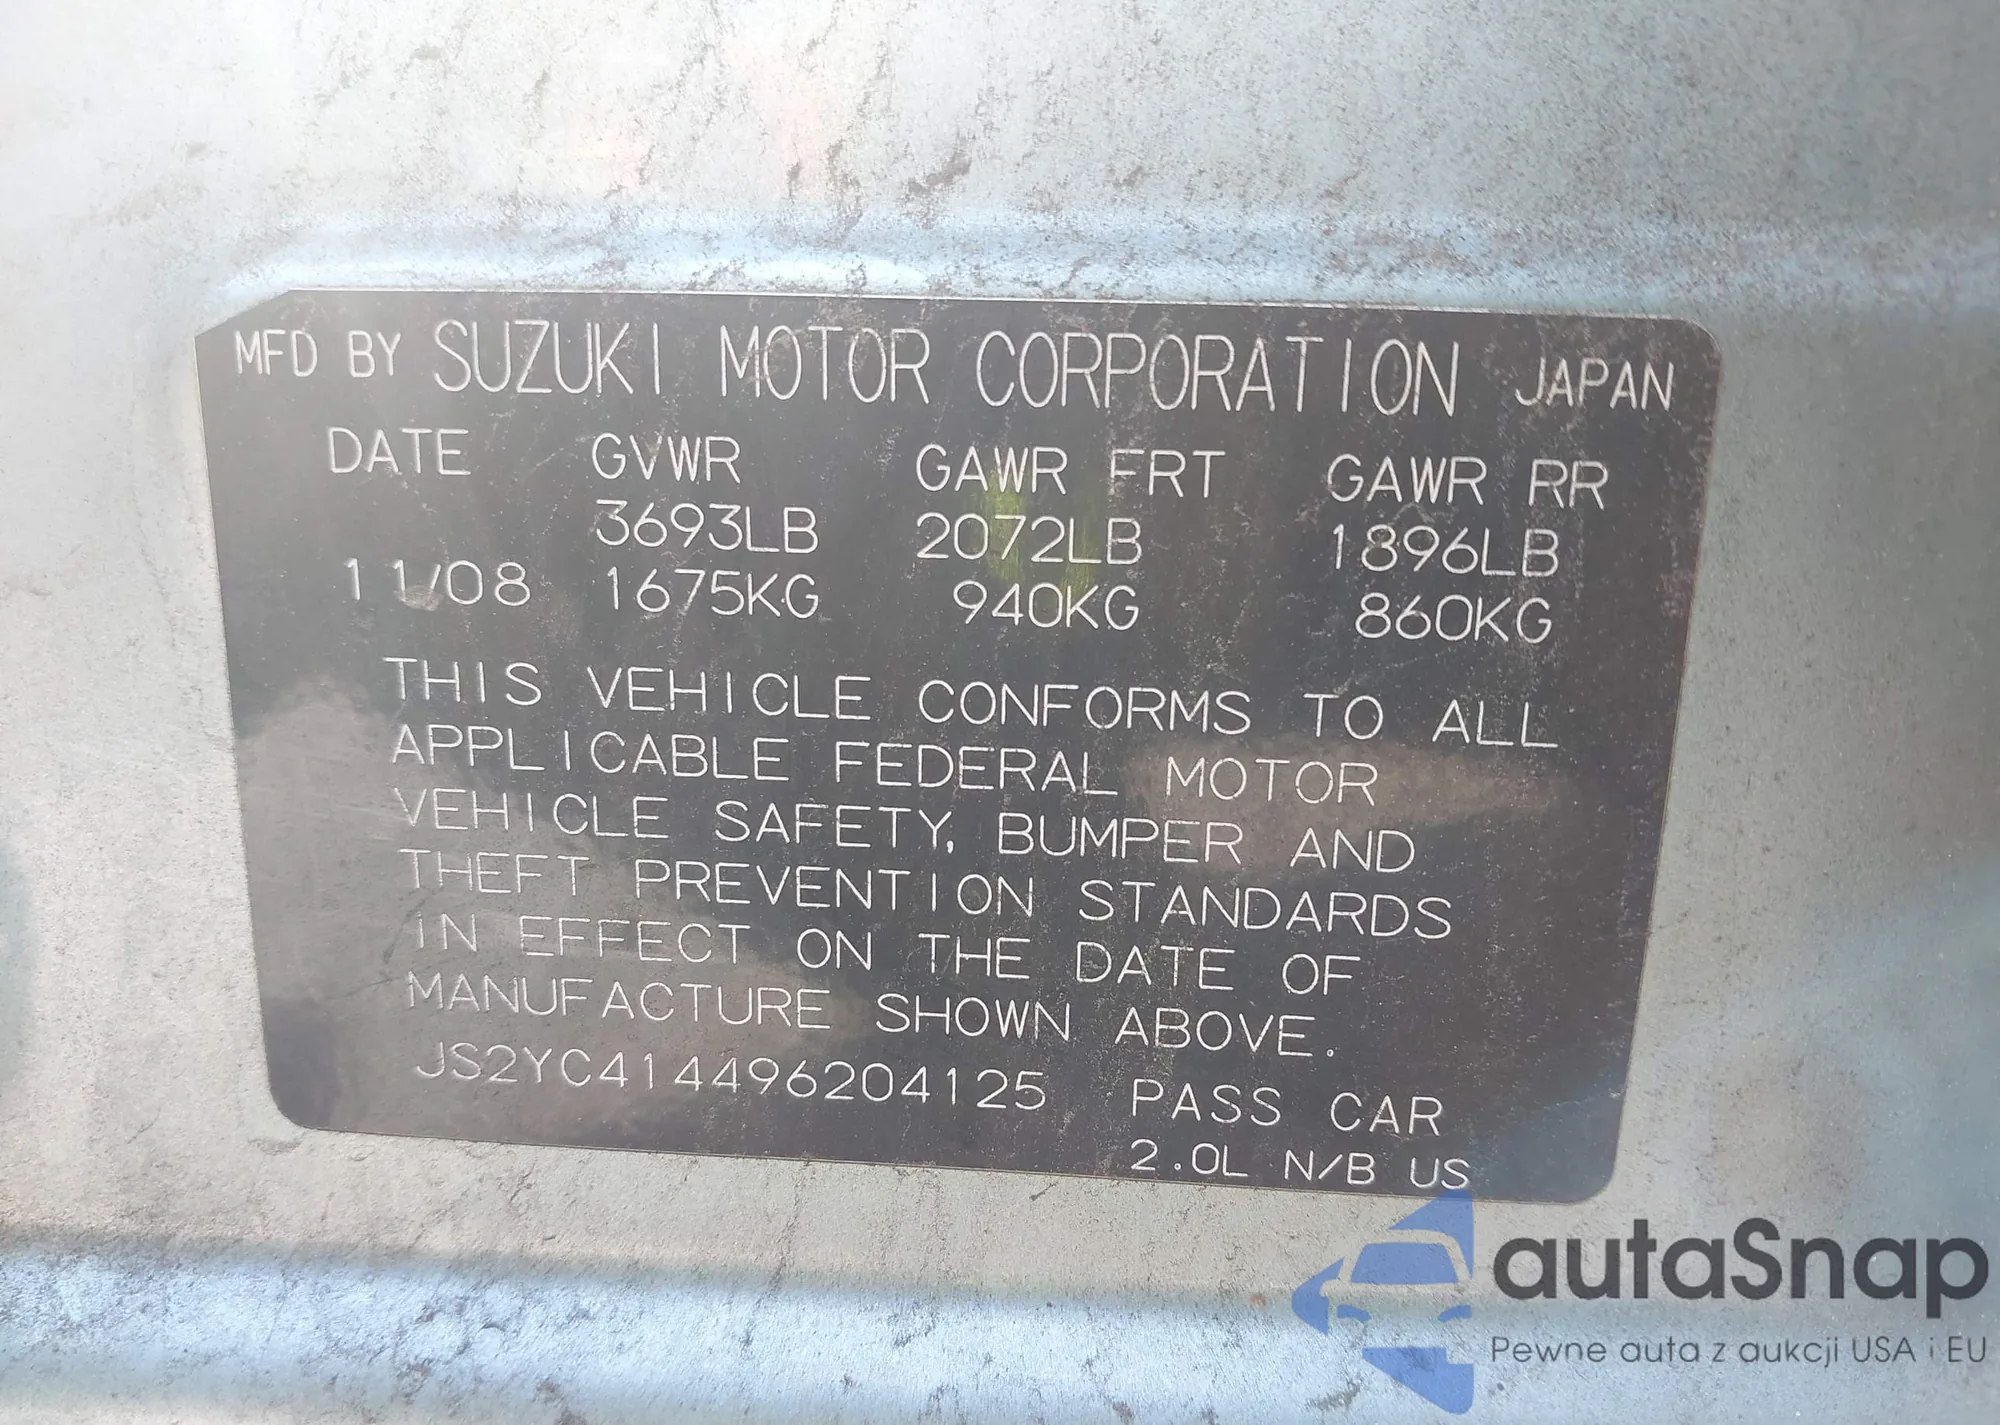 MFD BY SUZUKI MOTOR CORPORATION JAPAN
DATE GVWR GAWR FRT GAWR RR
3693LB 2072LB 1896LB
11/08 1675KG 940KG 860KG
THIS VEHICLE CONFORMS TO ALL
APPLICABLE FEDERAL MOTOR
VEHICLE SAFETY, BUMPER AND
THEFT PREVENTION STANDARDS
IN EFFECT ON THE DATE OF
MANUFACTURE SHOWN ABOVE.
JS2YC414496204125 PASS CAR
2.0L N/B US
autaSnap
Pewne auta z aukcji USA i EU